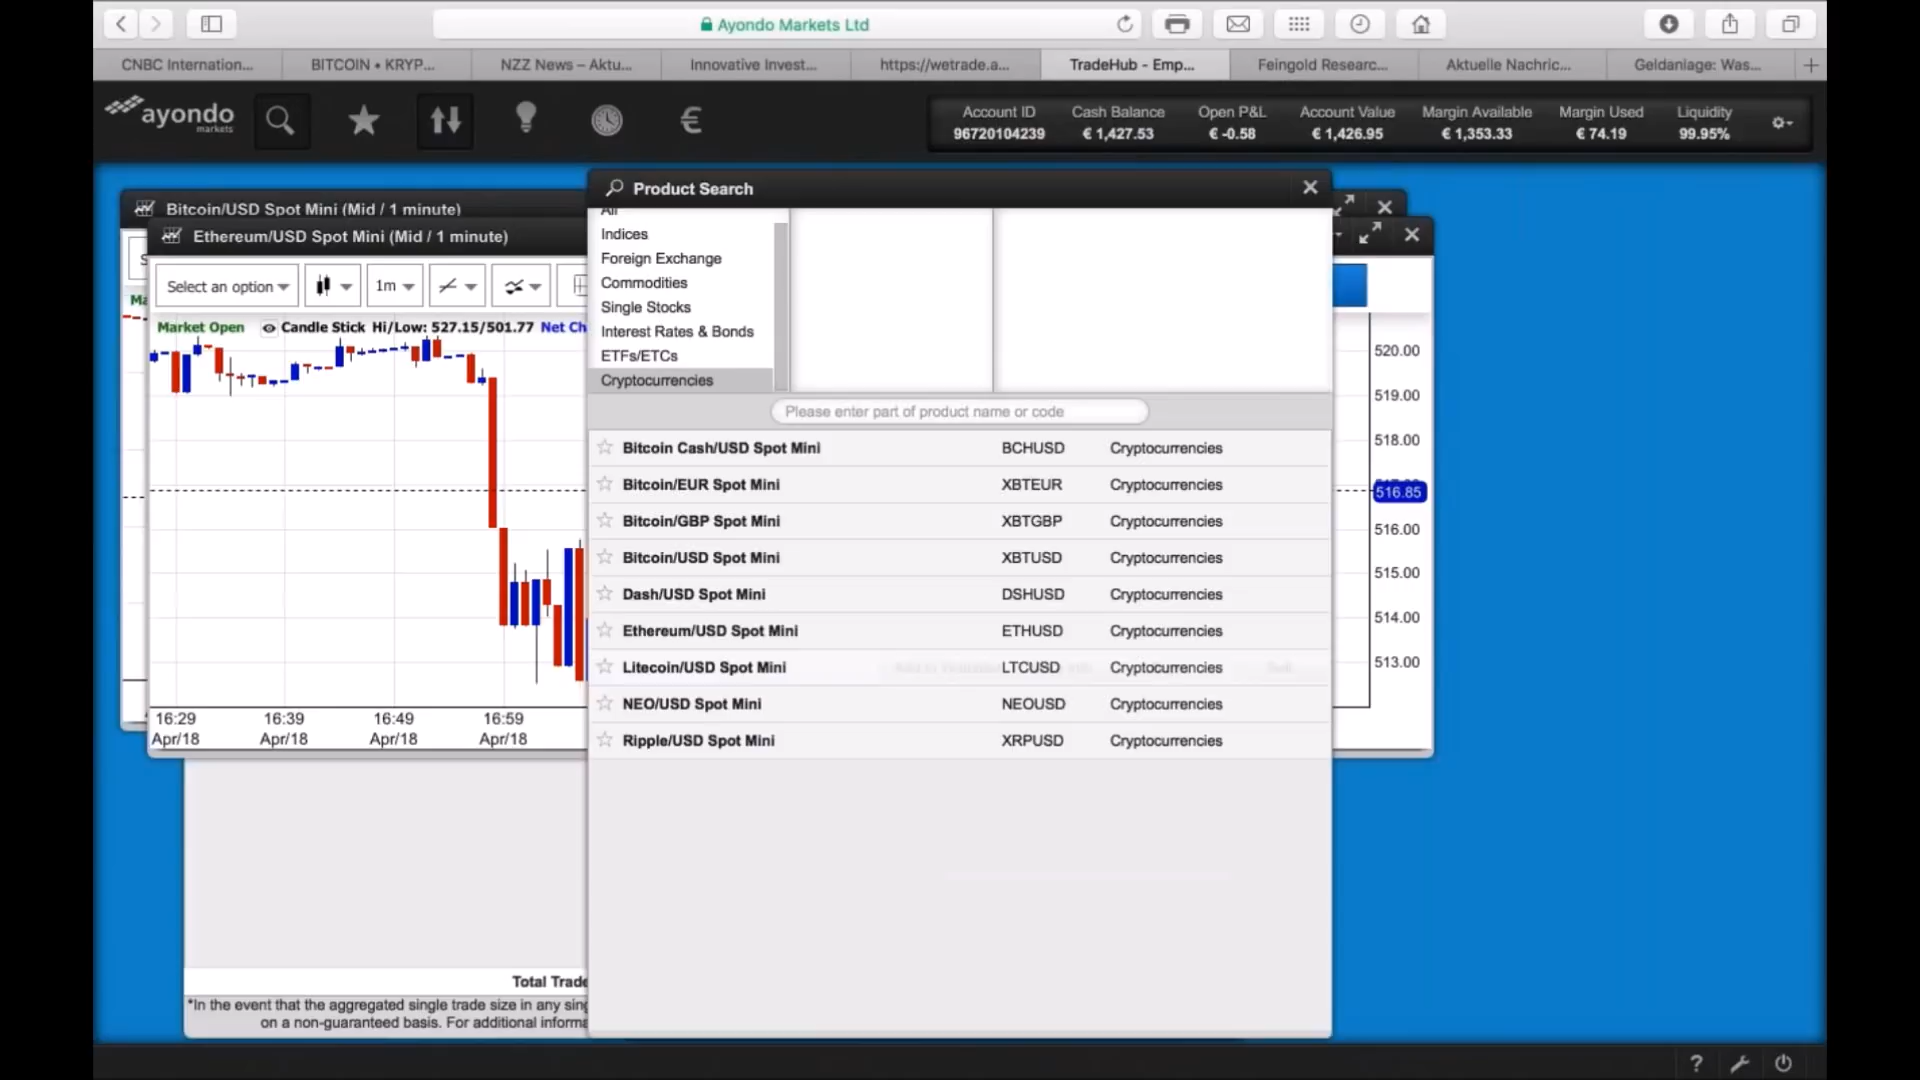 Ayondo Markets Ltd
CNBC Internation...
BITCOIN • KRYP...
NZZ News – Aktu...
Innovative Invest...
https://wetrade.a...
TradeHub - Emp...
Feingold Researc...
Aktuelle Nachric...
Geldanlage: Was...
ayondo
markets
€
Account ID
96720104239
Cash Balance
€ 1,427.53
Open P&L
€ -0.58
Account Value
€ 1,426.95
Margin Available
€ 1,353.33
Margin Used
€ 74.19
Liquidity
99.95%
Bitcoin/USD Spot Mini (Mid / 1 minute)
Ethereum/USD Spot Mini (Mid / 1 minute)
Select an option
1m
Market Open Candle Stick Hi/Low: 527.15/501.77 Net Ch
Product Search
All
Indices
Foreign Exchange
Commodities
Single Stocks
Interest Rates & Bonds
ETFs/ETCs
Cryptocurrencies
Please enter part of product name or code
Bitcoin Cash/USD Spot Mini BCHUSD Cryptocurrencies
Bitcoin/EUR Spot Mini XBTEUR Cryptocurrencies
Bitcoin/GBP Spot Mini XBTGBP Cryptocurrencies
Bitcoin/USD Spot Mini XBTUSD Cryptocurrencies
Dash/USD Spot Mini DSHUSD Cryptocurrencies
Ethereum/USD Spot Mini ETHUSD Cryptocurrencies
Litecoin/USD Spot Mini LTCUSD Cryptocurrencies
NEO/USD Spot Mini NEOUSD Cryptocurrencies
Ripple/USD Spot Mini XRPUSD Cryptocurrencies
520.00
519.00
518.00
516.85
516.00
515.00
514.00
513.00
16:29 16:39 16:49 16:59
Apr/18 Apr/18 Apr/18 Apr/18
Total Trade
*In the event that the aggregated single trade size in any sing
on a non-guaranteed basis. For additional informa
?